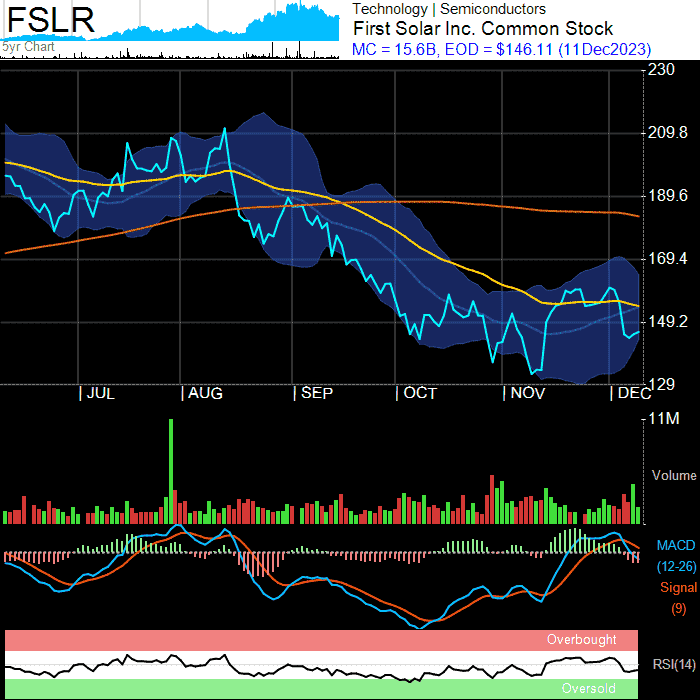 FSLR
5yr Chart
Technology | Semiconductors
First Solar Inc. Common Stock
MC = 15.6B, EOD = $146.11 (11Dec2023)
230
209.8
189.6
169.4
149.2
129
| JUL | AUG | SEP | OCT | NOV | DEC
11M
Volume
MACD
(12-26)
Signal
(9)
Overbought
RSI(14)
Oversold